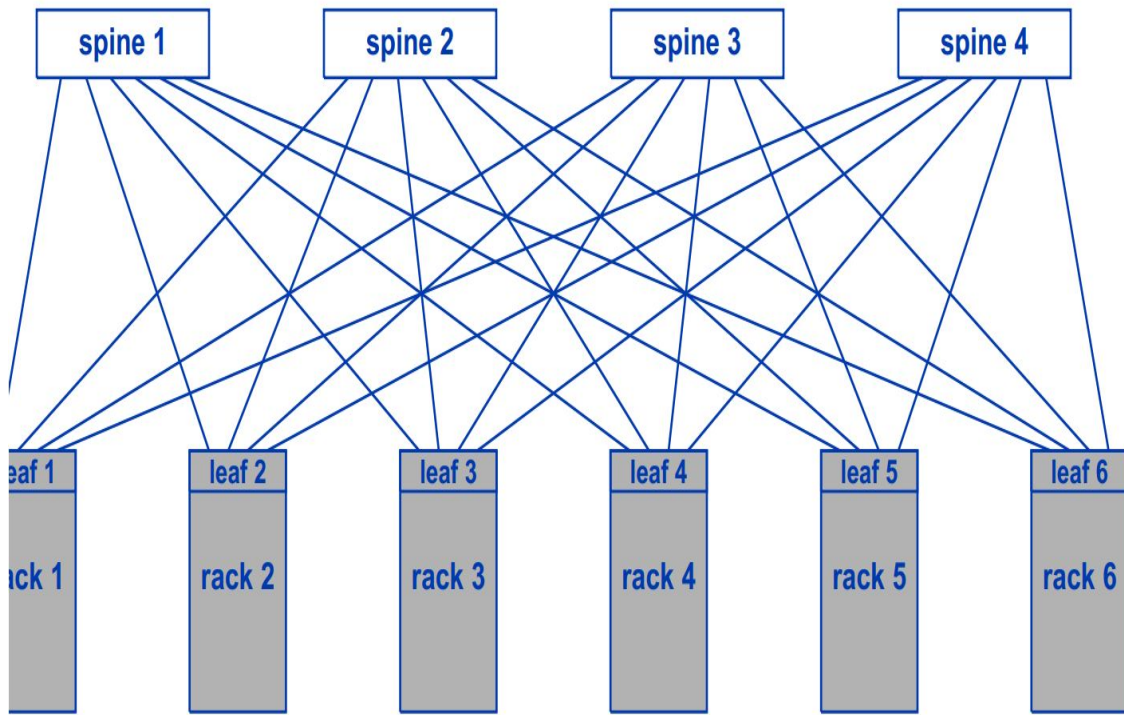 spine 1
spine 2
spine 3
spine 4
eaf 1
leaf 2
leaf 3
leaf 4
leaf 5
leaf 6
ack 1
rack 2
rack 3
rack 4
rack 5
rack 6